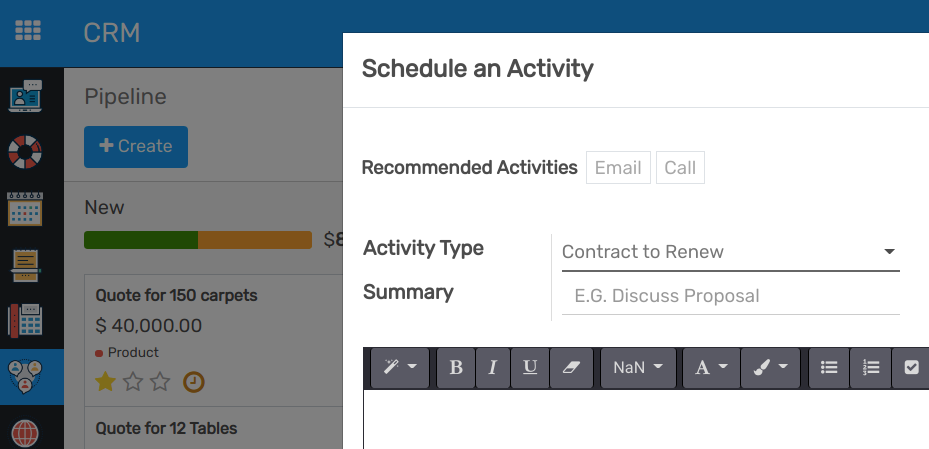 CRM
Schedule an Activity
Pipeline
Create
Recommended Activities Email Call
New
$8
Activity Type Contract to Renew
Summary E.G. Discuss Proposal
Quote for 150 carpets
$ 40,000.00
Product
B I U NaN A
Quote for 12 Tables